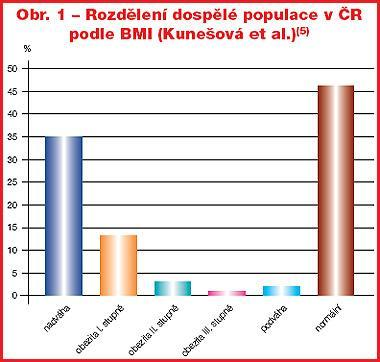 Obr. 1 – Rozdělení dospělé populace v ČR
podle BMI (Kunešová et al.)(5)
%
50
45
40
35
30
25
20
15
10
5
0
nadváha
obezita I. stupně
obezita II. stupně
obezita III. stupně
podváha
normální